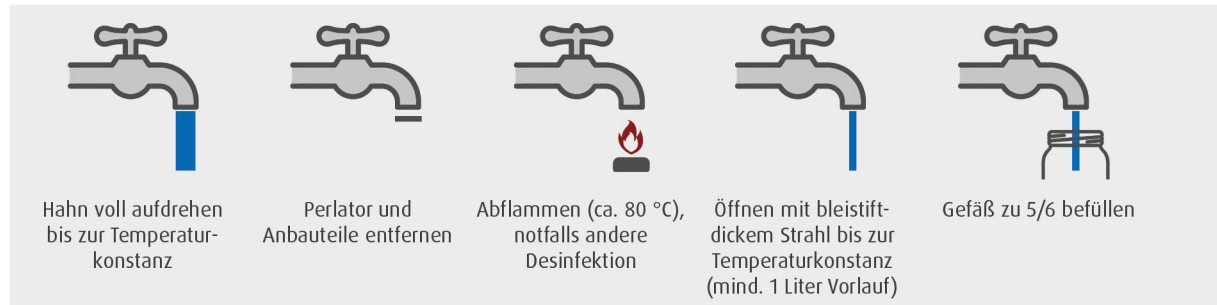 Hahn voll aufdrehen
bis zur Temperatur-
konstanz
Perlator und
Anbauteile entfernen
Abflammen (ca. 80 °C),
notfalls andere
Desinfektion
Öffnen mit bleistift-
dickem Strahl bis zur
Temperaturkonstanz
(mind. 1 Liter Vorlauf)
Gefäß zu 5/6 befüllen